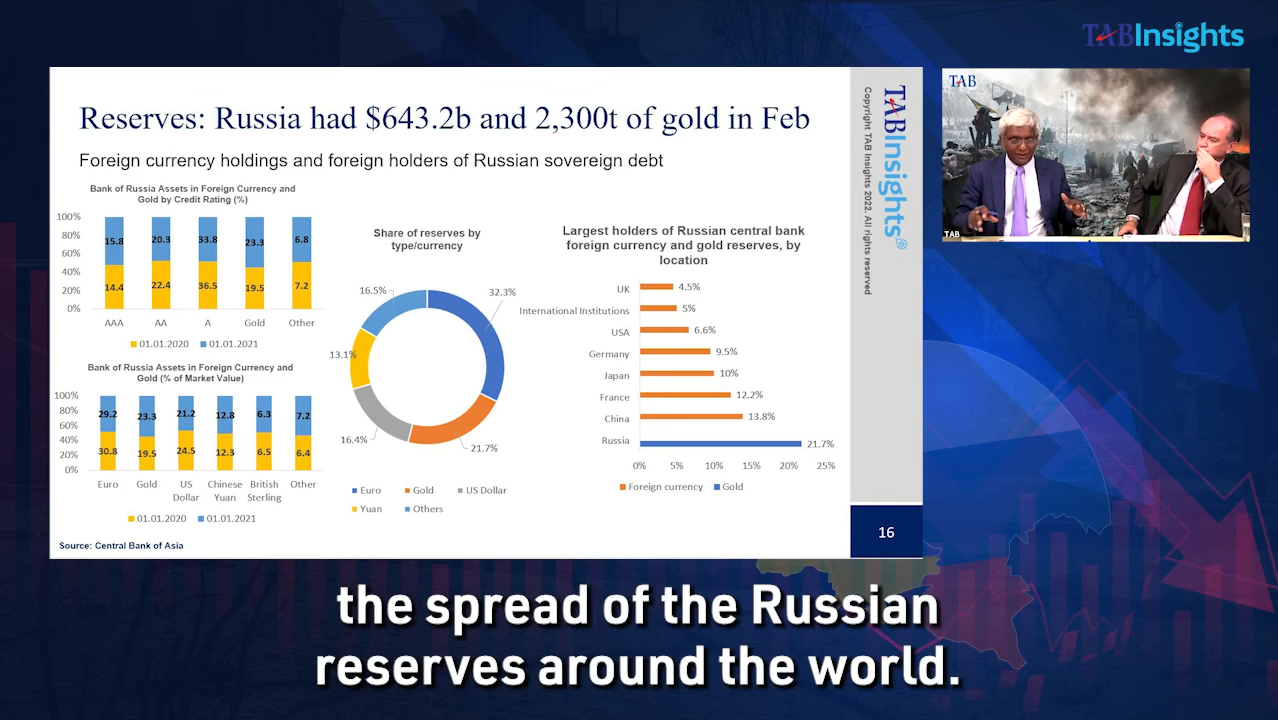 TABInsights
Reserves: Russia had $643.2b and 2,300t of gold in Feb
Foreign currency holdings and foreign holders of Russian sovereign debt
Bank of Russia Assets in Foreign Currency and
Gold by Credit Rating (%)
100%
80%
60%
40%
20%
0%
15.8 20.3 33.8 23.3 6.8
14.4 22.4 36.5 19.5 7.2
AAA AA A Gold Other
01.01.2020 01.01.2021
Bank of Russia Assets in Foreign Currency and
Gold (% of Market Value)
100%
80%
60%
40%
20%
0%
29.2 23.3 21.2 12.8 6.3 7.2
30.8 19.5 24.5 12.3 6.5 6.4
Euro Gold US Chinese British Other
Dollar Yuan Sterling
01.01.2020 01.01.2021
Source: Central Bank of Asia
Share of reserves by
type/currency
16.5% 32.3%
13.1%
16.4% 21.7%
Euro Gold US Dollar
Yuan Others
Largest holders of Russian central bank
foreign currency and gold reserves, by
location
UK 4.5%
International Institutions 5%
USA 6.6%
Germany 9.5%
Japan 10%
France 12.2%
China 13.8%
Russia 21.7%
0% 5% 10% 15% 20% 25%
Foreign currency Gold
TABInsights
Copyright TAB Insights 2022. All rights reserved
16
TAB
TAB
the spread of the Russian
reserves around the world.